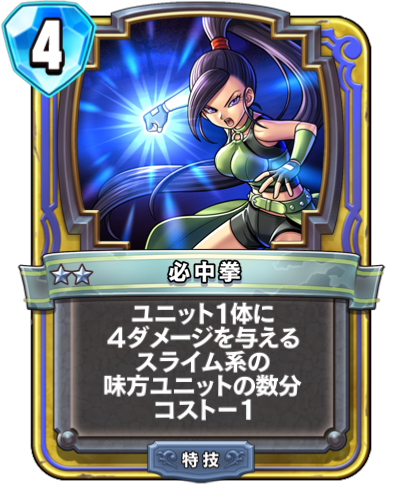 4
必中拳
ユニット1体に
4ダメージを与える
スライム系の
味方ユニットの数分
コストー1
特技